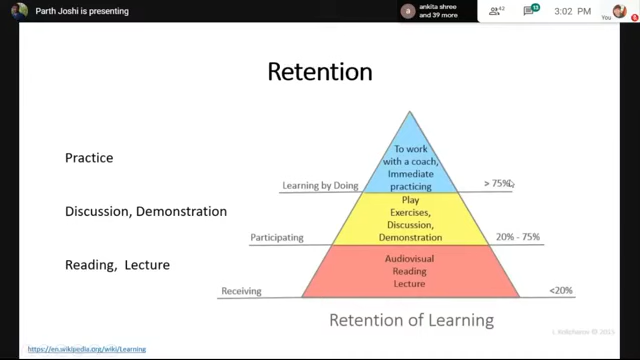 Parth Joshi is presenting
a
ankita shree
and 39 more
42
13
3:02 PM
You
Retention
Practice
Discussion, Demonstration
Reading, Lecture
To work
with a coach,
Immediate
practicing
Learning by Doing
> 75%
Play
Exercises,
Discussion,
Demonstration
Participating
20% - 75%
Audiovisual
Reading
Lecture
Receiving
<20%
Retention of Learning
© 2015
https://en.wikipedia.org/wiki/Learning